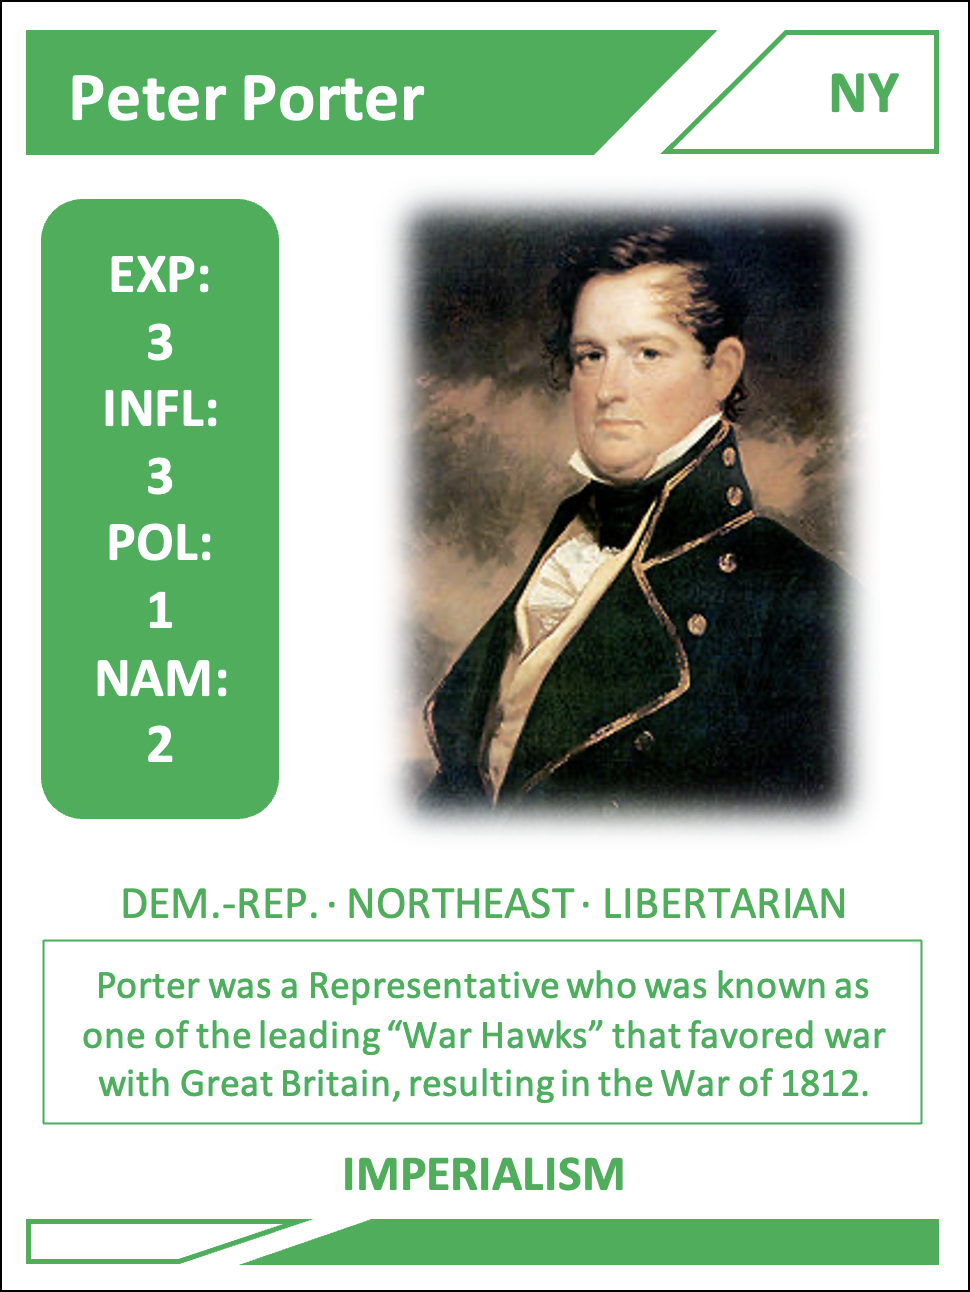 Peter Porter
NY
EXP:
3
INFL:
3
POL:
1
NAM:
2
DEM.-REP. · NORTHEAST · LIBERTARIAN
Porter was a Representative who was known as
one of the leading “War Hawks” that favored war
with Great Britain, resulting in the War of 1812.
IMPERIALISM